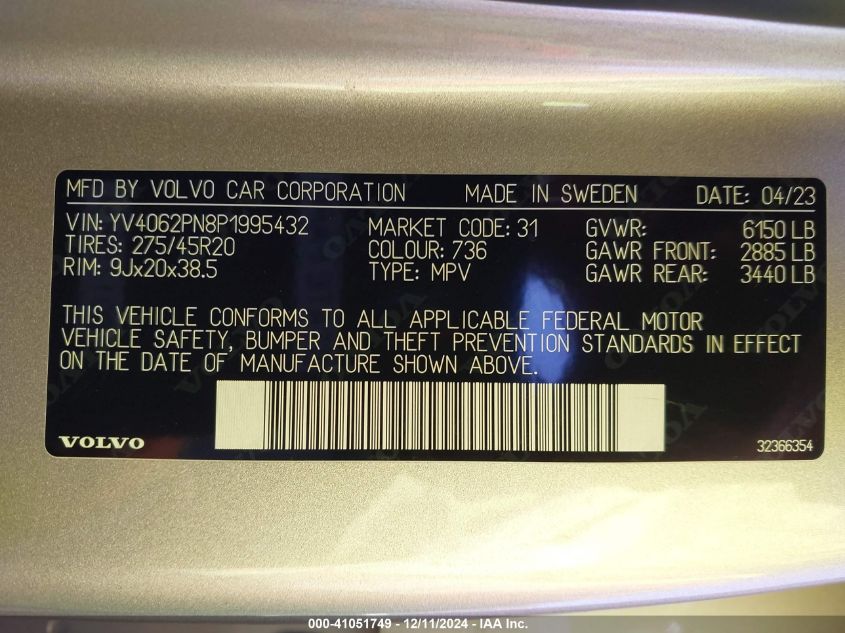 MFD BY VOLVO CAR CORPORATION MADE IN SWEDEN DATE: 04/23
VIN: YV4062PN8P1995432 MARKET CODE: 31 GVWR: 6150 LB
TIRES: 275/45R20 COLOUR: 736 GAWR FRONT: 2885 LB
RIM: 9Jx20x38.5 TYPE: MPV GAWR REAR: 3440 LB
THIS VEHICLE CONFORMS TO ALL APPLICABLE FEDERAL MOTOR
VEHICLE SAFETY, BUMPER AND THEFT PREVENTION STANDARDS IN EFFECT
ON THE DATE OF MANUFACTURE SHOWN ABOVE.
VOLVO 32366354
000-41051749 - 12/11/2024 - IAA Inc.